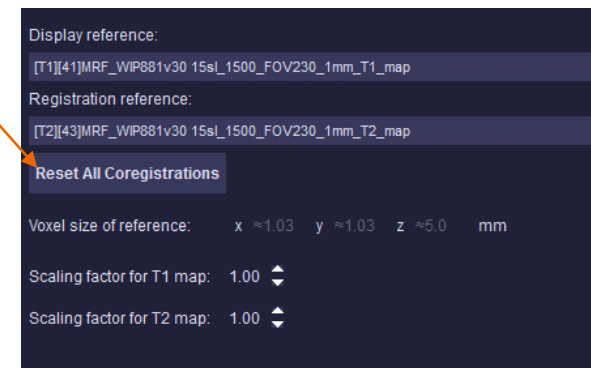 Display reference:
[T1][41]MRF_WIP881v30 15sl_1500_FOV230_1mm_T1_map
Registration reference:
[T2][43]MRF_WIP881v30 15sl_1500_FOV230_1mm_T2_map
Reset All Coregistrations
Voxel size of reference: x ≈1.03 y ≈1.03 z ≈5.0 mm
Scaling factor for T1 map: 1.00
Scaling factor for T2 map: 1.00